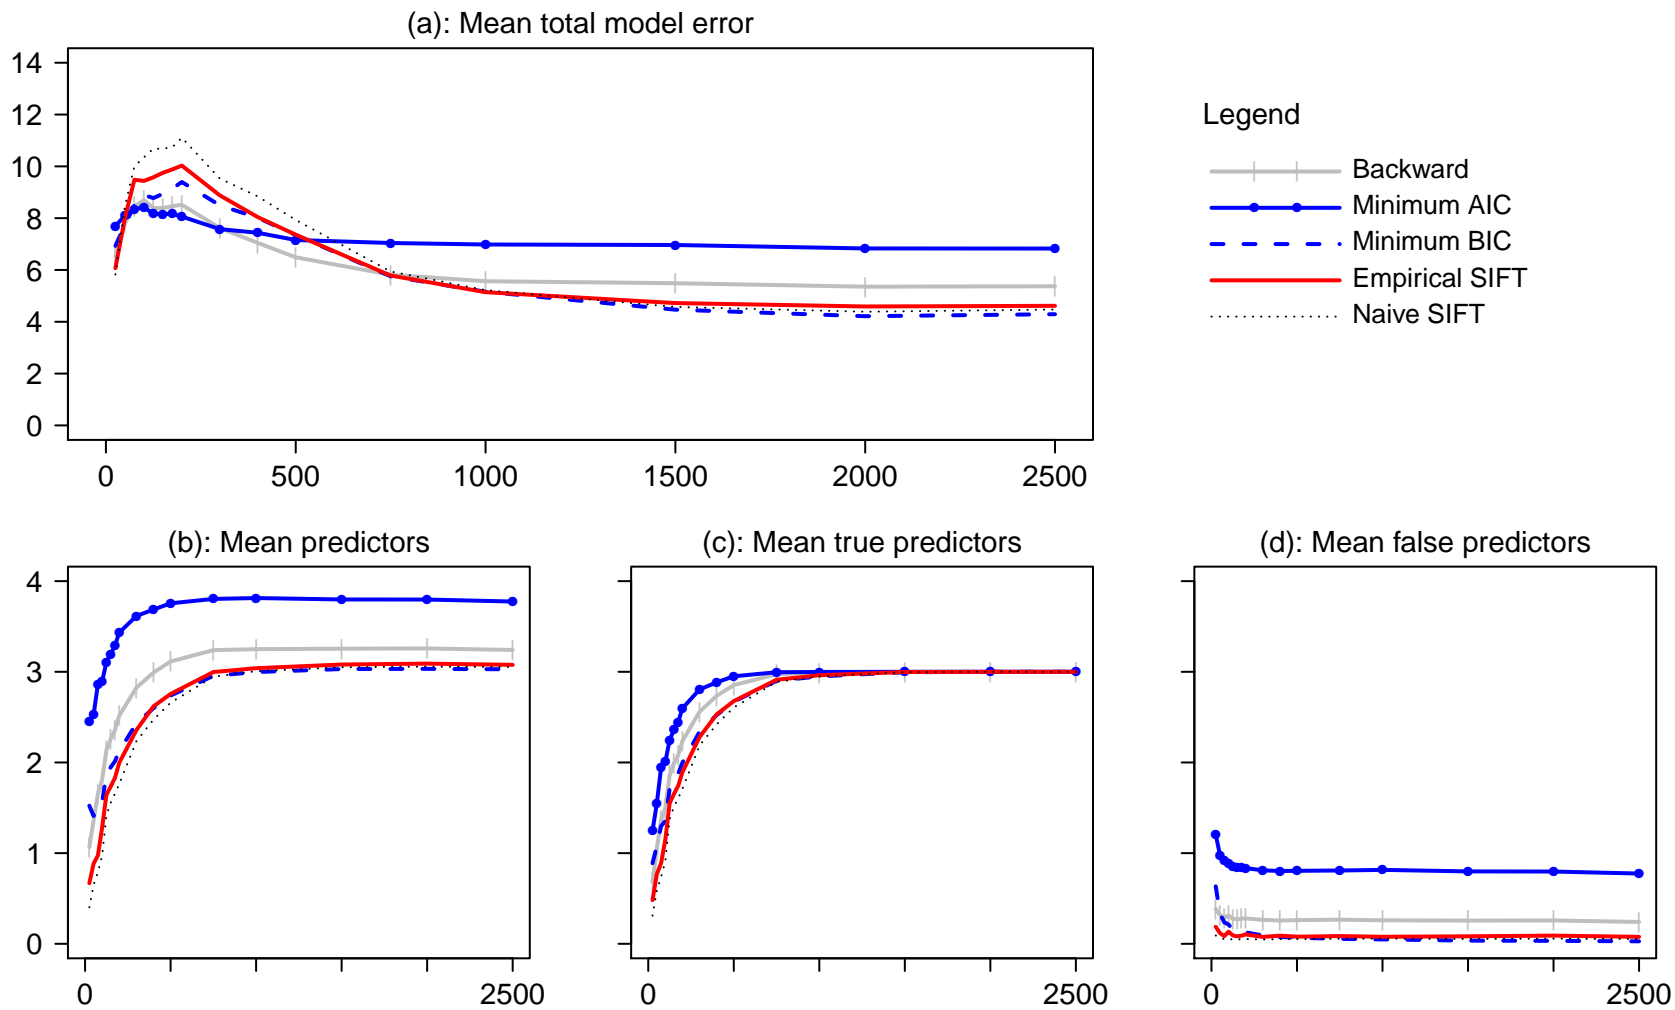 (a): Mean total model error
14
12
10
8
6
4
2
0
0 500 1000 1500 2000 2500
Legend
Backward
Minimum AIC
Minimum BIC
Empirical SIFT
Naive SIFT
(b): Mean predictors
4
3
2
1
0
0 2500
(c): Mean true predictors
0 2500
(d): Mean false predictors
0 2500